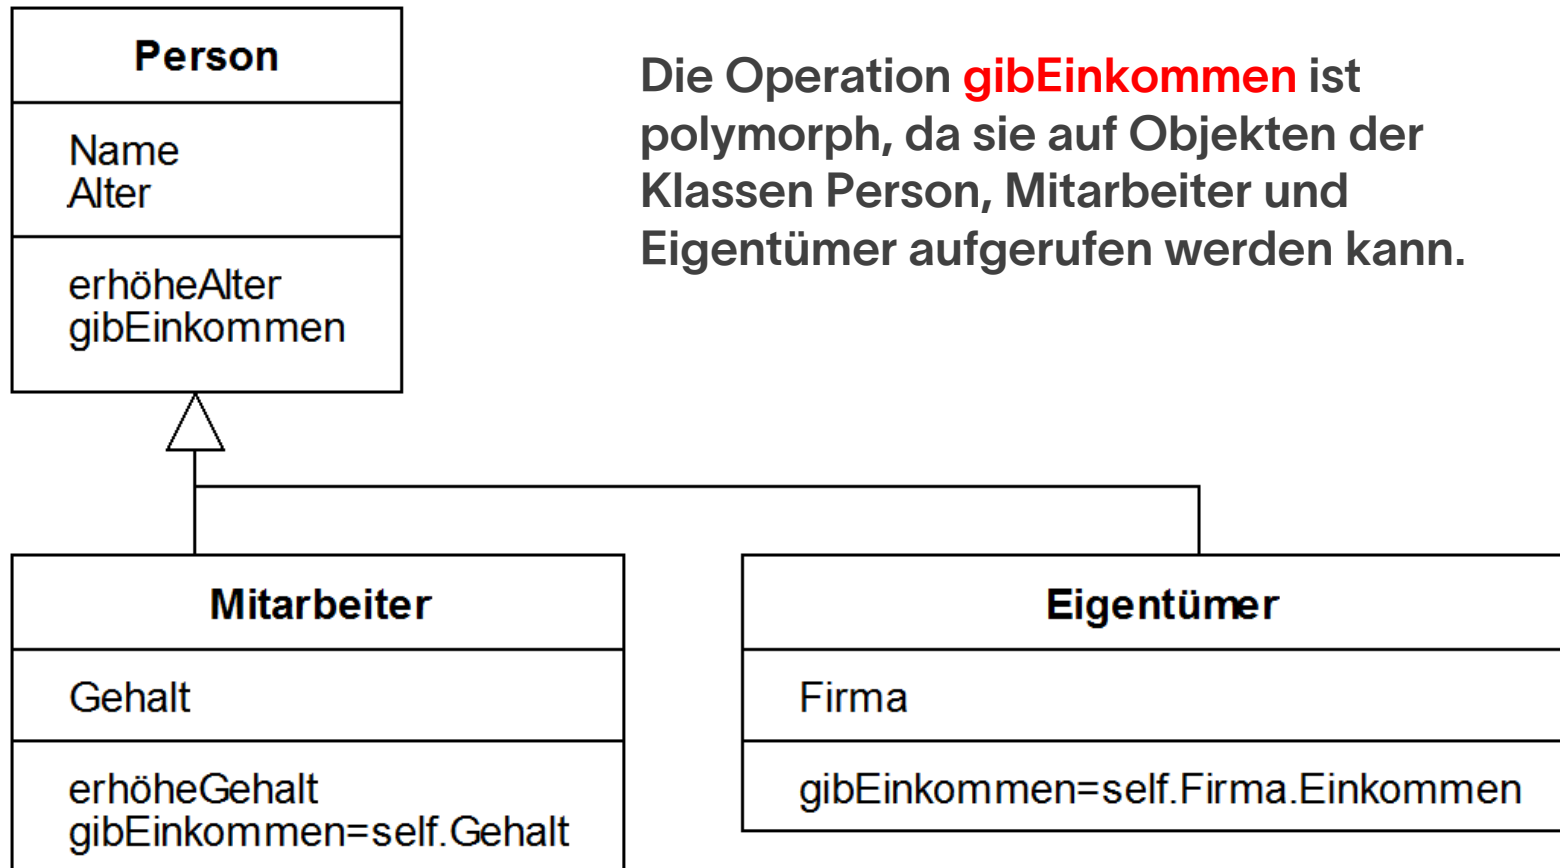 Person
Name
Alter
erhöheAlter
gibEinkommen
Die Operation gibEinkommen ist
polymorph, da sie auf Objekten der
Klassen Person, Mitarbeiter und
Eigentümer aufgerufen werden kann.
Mitarbeiter
Gehalt
erhöheGehalt
gibEinkommen=self.Gehalt
Eigentümer
Firma
gibEinkommen=self.Firma.Einkommen